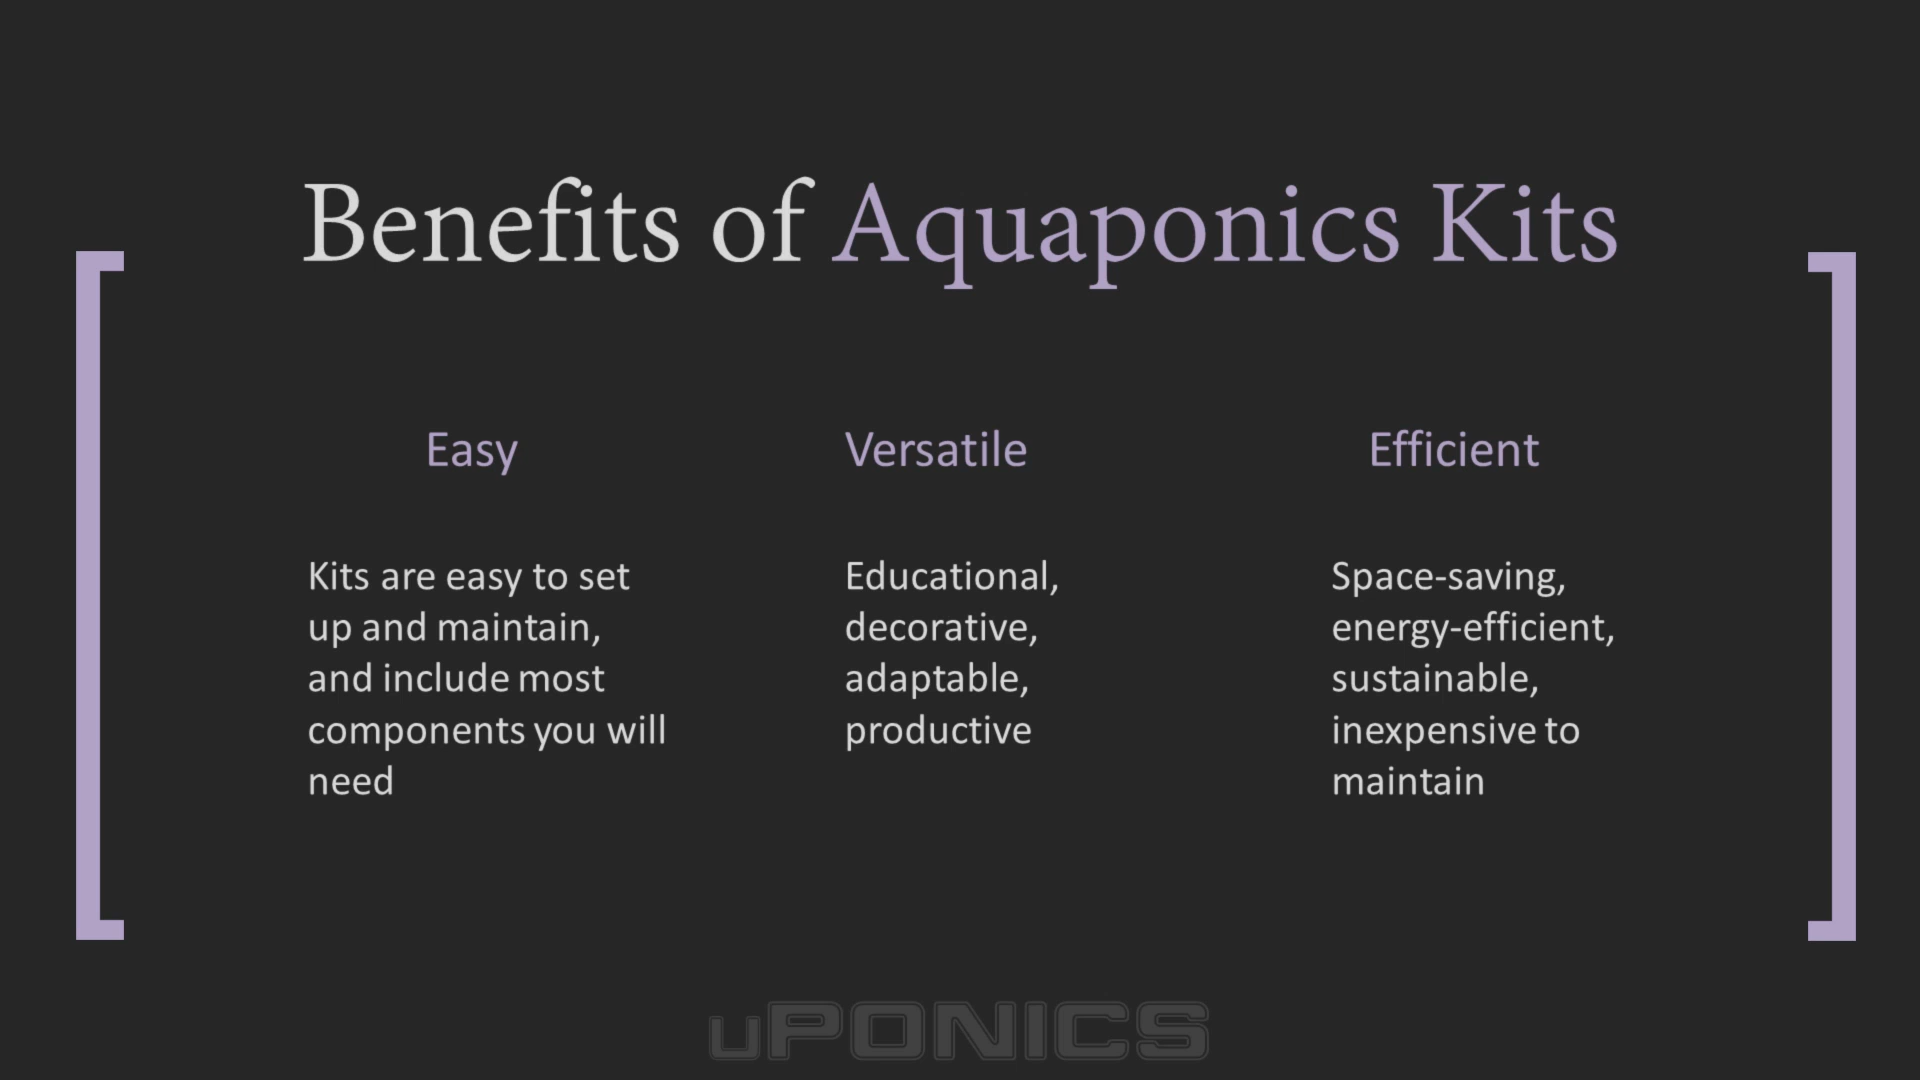 Benefits of Aquaponics Kits
Easy
Kits are easy to set
up and maintain,
and include most
components you will
need
Versatile
Educational,
decorative,
adaptable,
productive
Efficient
Space-saving,
energy-efficient,
sustainable,
inexpensive to
maintain
uPONICS